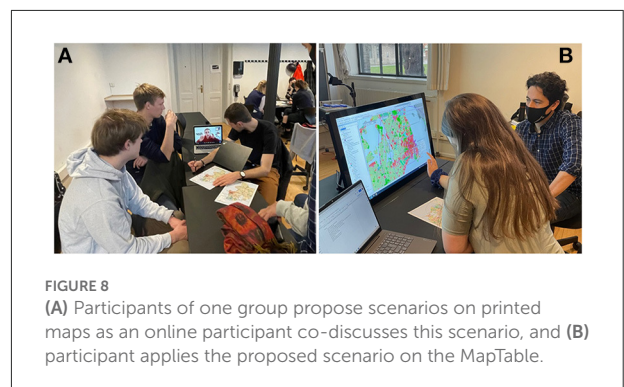 A
B
FIGURE 8
(A) Participants of one group propose scenarios on printed
maps as an online participant co-discusses this scenario, and (B)
participant applies the proposed scenario on the MapTable.